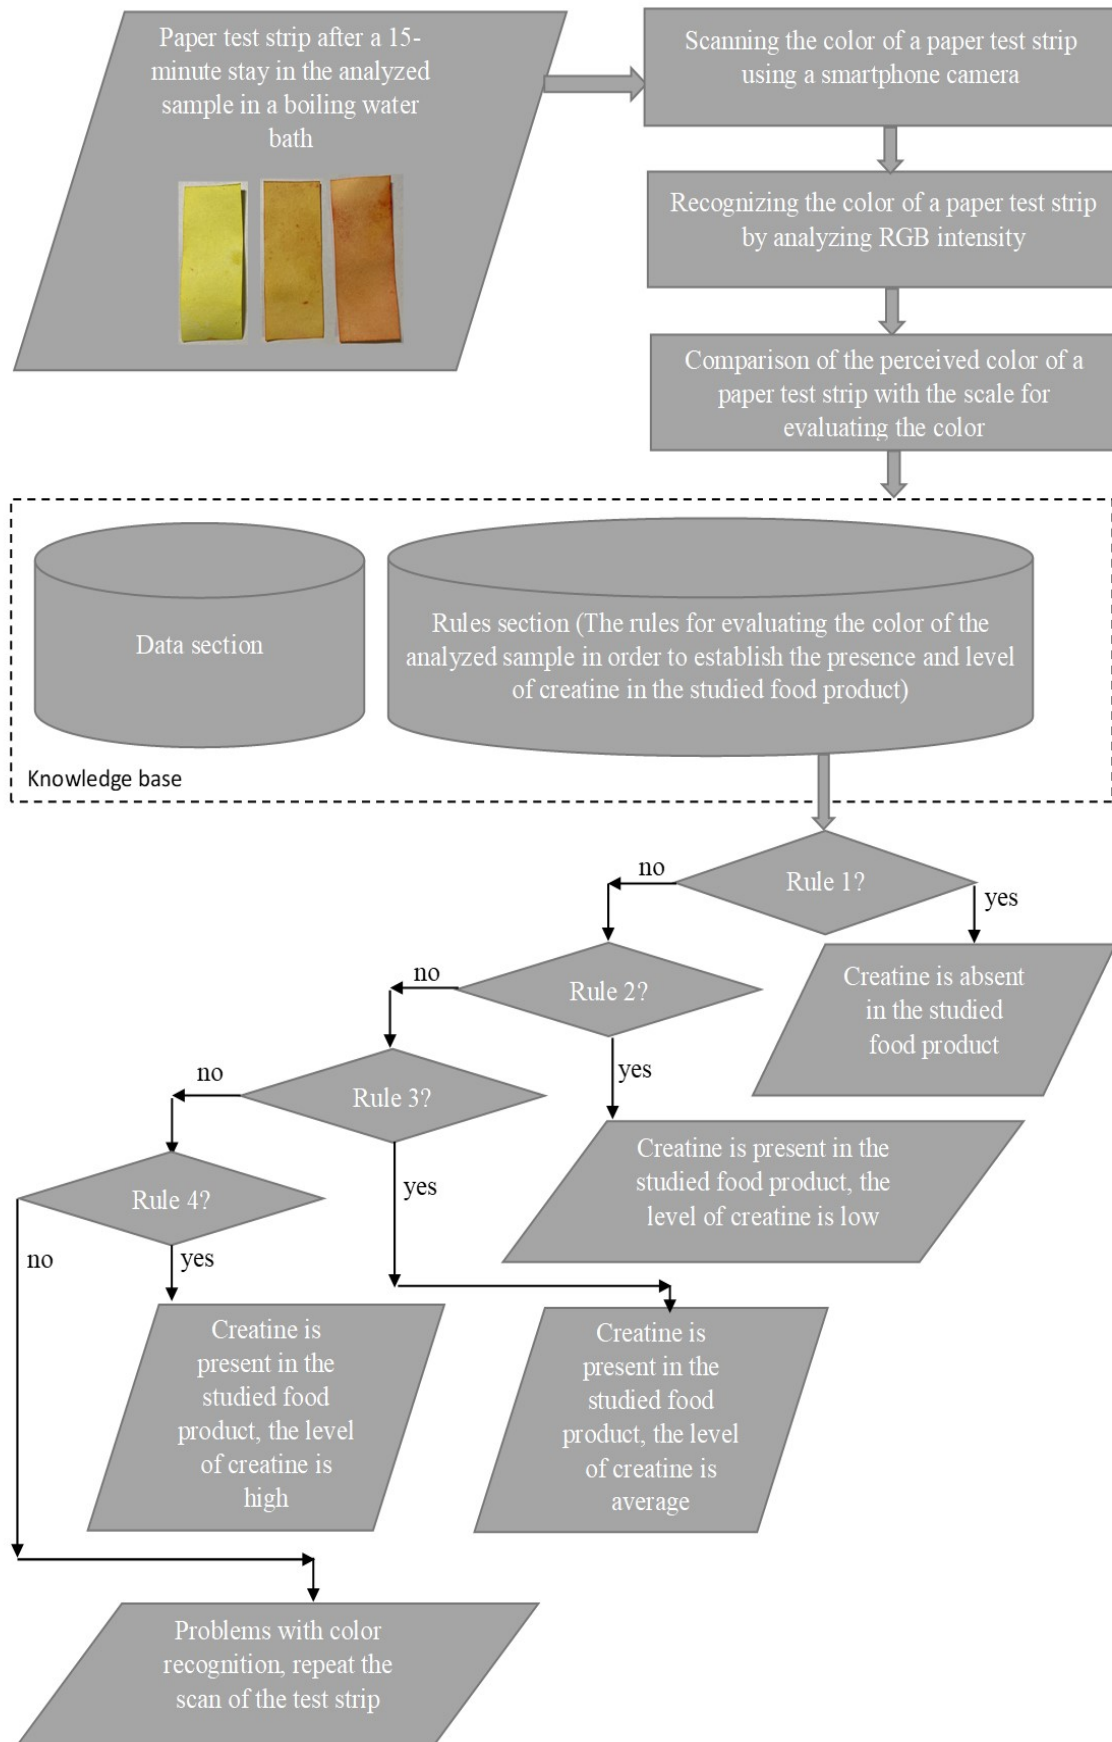 Paper test strip after a 15-
minute stay in the analyzed
sample in a boiling water
bath
Scanning the color of a paper test strip
using a smartphone camera
Recognizing the color of a paper test strip
by analyzing RGB intensity
Comparison of the perceived color of a
paper test strip with the scale for
evaluating the color
Data section
Rules section (The rules for evaluating the color of the
analyzed sample in order to establish the presence and level
of creatine in the studied food product)
Knowledge base
Rule 1?
no
yes
Creatine is absent
in the studied
food product
Rule 2?
no
yes
Creatine is present in the
studied food product, the
level of creatine is low
Rule 3?
no
yes
Creatine is
present in the
studied food
product, the level
of creatine is
average
Rule 4?
no
yes
Creatine is
present in the
studied food
product, the level
of creatine is
high
Problems with color
recognition, repeat the
scan of the test strip